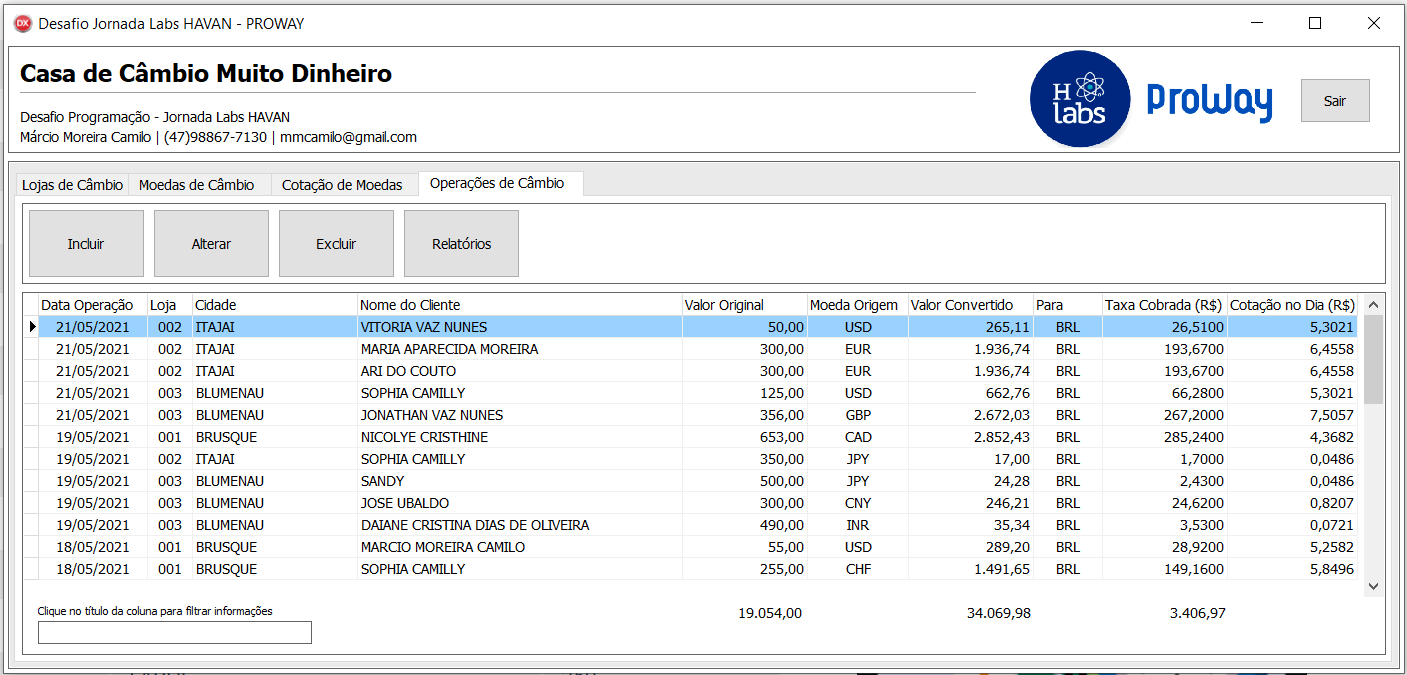 Desafio Jornada Labs HAVAN - PROWAY
Casa de Câmbio Muito Dinheiro
H labs
ProWay
Sair
Desafio Programação - Jornada Labs HAVAN
Márcio Moreira Camilo | (47)98867-7130 | mmcamilo@gmail.com
Lojas de Câmbio Moedas de Câmbio Cotação de Moedas Operações de Câmbio
Incluir Alterar Excluir Relatórios
Data Operação Loja Cidade Nome do Cliente Valor Original Moeda Origem Valor Convertido Para Taxa Cobrada (R$) Cotação no Dia (R$)
21/05/2021 002 ITAJAI VITORIA VAZ NUNES 50,00 USD 265,11 BRL 26,5100 5,3021
21/05/2021 002 ITAJAI MARIA APARECIDA MOREIRA 300,00 EUR 1.936,74 BRL 193,6700 6,4558
21/05/2021 002 ITAJAI ARI DO COUTO 300,00 EUR 1.936,74 BRL 193,6700 6,4558
21/05/2021 003 BLUMENAU SOPHIA CAMILLY 125,00 USD 662,76 BRL 66,2800 5,3021
21/05/2021 003 BLUMENAU JONATHAN VAZ NUNES 356,00 GBP 2.672,03 BRL 267,2000 7,5057
19/05/2021 001 BRUSQUE NICOLYE CRISTHINE 653,00 CAD 2.852,43 BRL 285,2400 4,3682
19/05/2021 002 ITAJAI SOPHIA CAMILLY 350,00 JPY 17,00 BRL 1,7000 0,0486
19/05/2021 003 BLUMENAU SANDY 500,00 JPY 24,28 BRL 2,4300 0,0486
19/05/2021 003 BLUMENAU JOSE UBALDO 300,00 CNY 246,21 BRL 24,6200 0,8207
19/05/2021 003 BLUMENAU DAIANE CRISTINA DIAS DE OLIVEIRA 490,00 INR 35,34 BRL 3,5300 0,0721
18/05/2021 001 BRUSQUE MARCIO MOREIRA CAMILO 55,00 USD 289,20 BRL 28,9200 5,2582
18/05/2021 001 BRUSQUE SOPHIA CAMILLY 255,00 CHF 1.491,65 BRL 149,1600 5,8496
Clique no título da coluna para filtrar informações
19.054,00 34.069,98 3.406,97